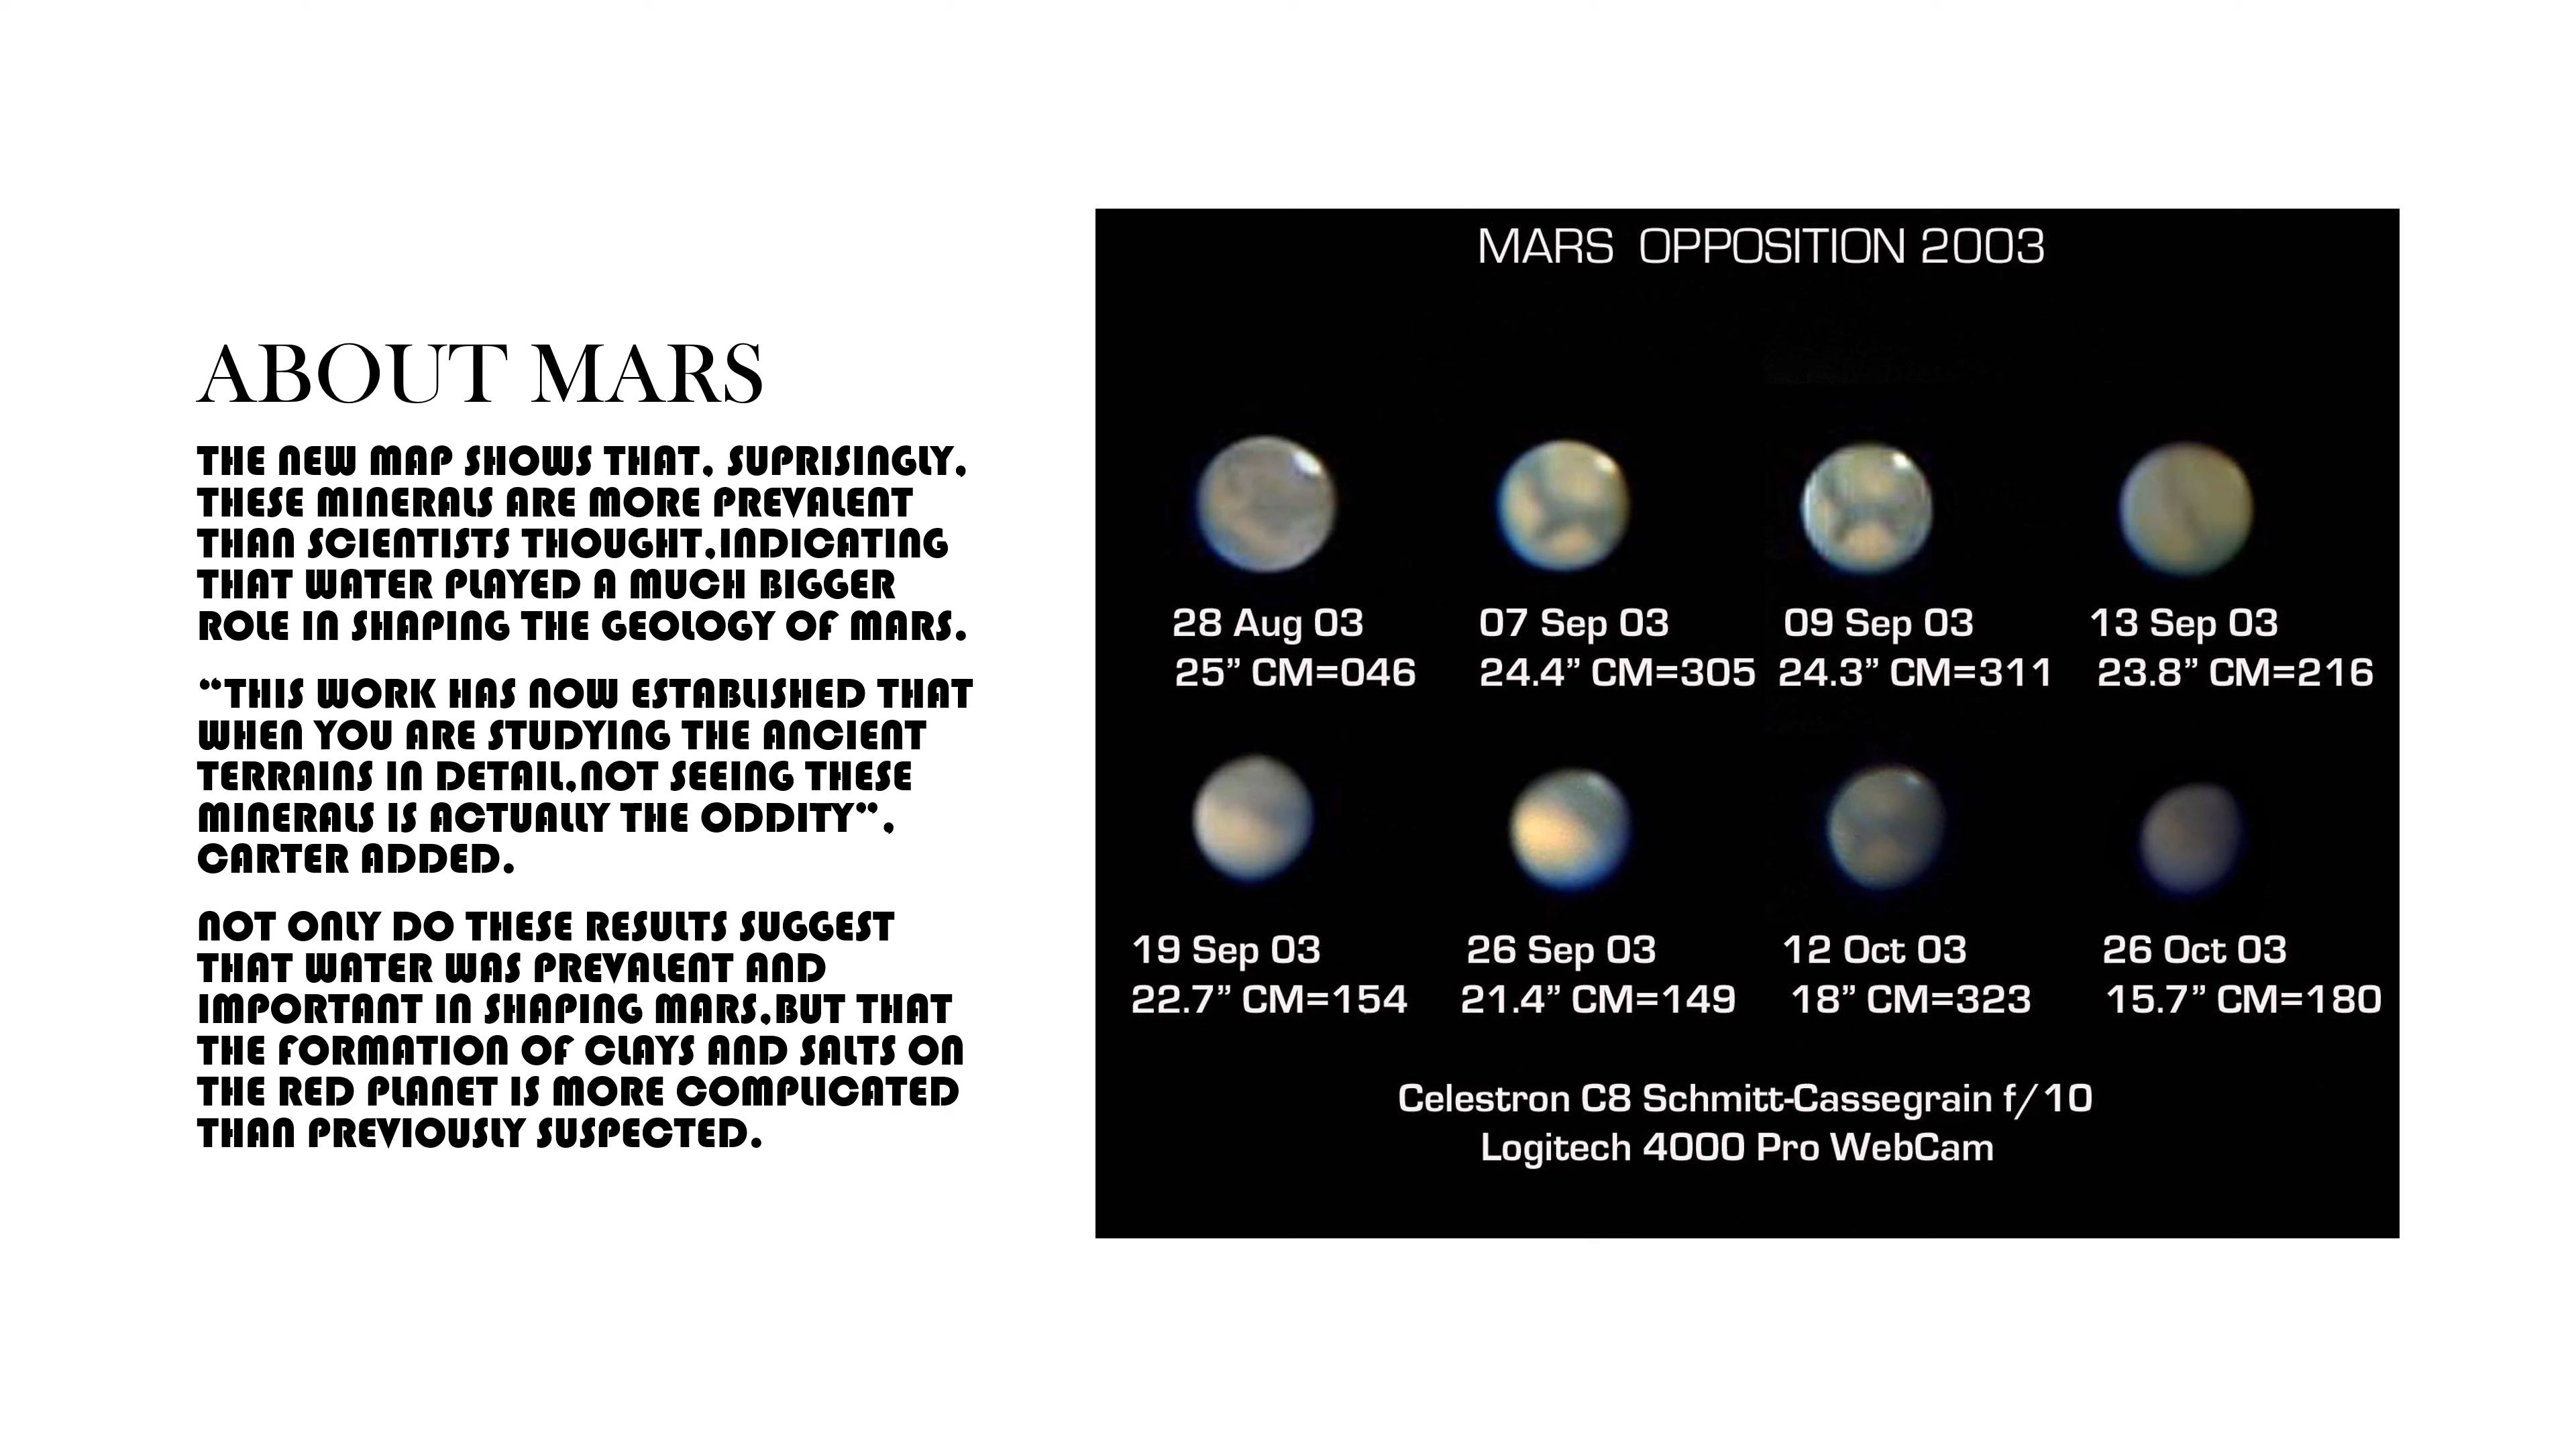 ABOUT MARS
THE NEW MAP SHOWS THAT, SUPRISINGLY,
THESE MINERALS ARE MORE PREVALENT
THAN SCIENTISTS THOUGHT,INDICATING
THAT WATER PLAYED A MUCH BIGGER
ROLE IN SHAPING THE GEOLOGY OF MARS.
“THIS WORK HAS NOW ESTABLISHED THAT
WHEN YOU ARE STUDYING THE ANCIENT
TERRAINS IN DETAIL,NOT SEEING THESE
MINERALS IS ACTUALLY THE ODDITY”,
CARTER ADDED.
NOT ONLY DO THESE RESULTS SUGGEST
THAT WATER WAS PREVALENT AND
IMPORTANT IN SHAPING MARS,BUT THAT
THE FORMATION OF CLAYS AND SALTS ON
THE RED PLANET IS MORE COMPLICATED
THAN PREVIOUSLY SUSPECTED.
MARS OPPOSITION 2003
28 Aug 03 07 Sep 03 09 Sep 03 13 Sep 03
25” CM=046 24.4” CM=305 24.3” CM=311 23.8” CM=216
19 Sep 03 26 Sep 03 12 Oct 03 26 Oct 03
22.7” CM=154 21.4” CM=149 18” CM=323 15.7” CM=180
Celestron C8 Schmitt-Cassegrain f/10
Logitech 4000 Pro WebCam